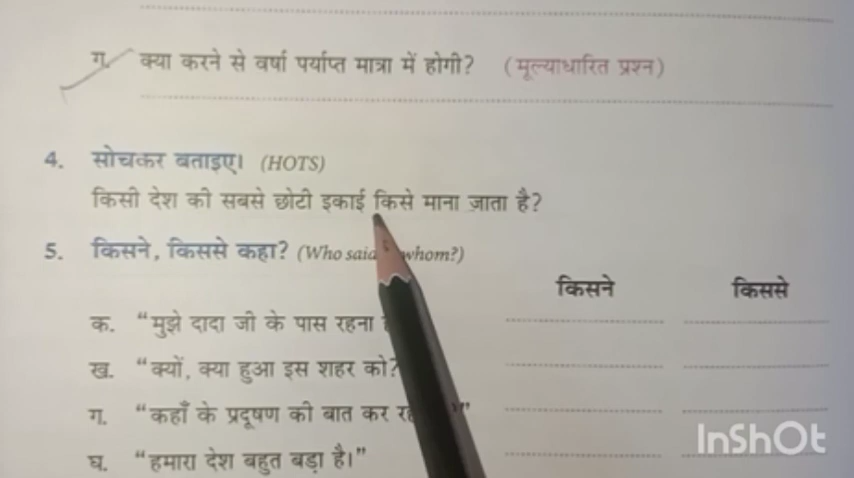 ग. क्या करने से वर्षा पर्याप्त मात्रा में होगी? (मूल्याधारित प्रश्न)
4. सोचकर बताइए। (HOTS)
किसी देश की सबसे छोटी इकाई किसे माना जाता है?
5. किसने, किससे कहा? (Who said whom?)
किसने किससे
क. “मुझे दादा जी के पास रहना
ख. “क्यों, क्या हुआ इस शहर को?
ग. “कहाँ के प्रदूषण की बात कर
घ. “हमारा देश बहुत बड़ा है।”
InShOt